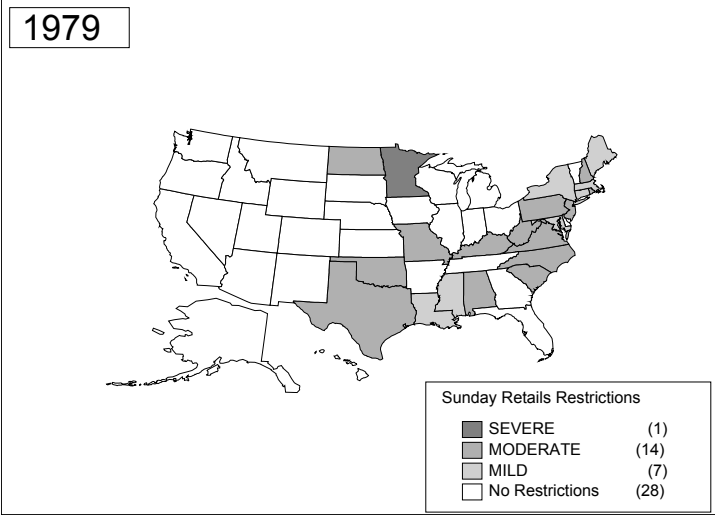 1979
Sunday Retails Restrictions
SEVERE (1)
MODERATE (14)
MILD (7)
No Restrictions (28)